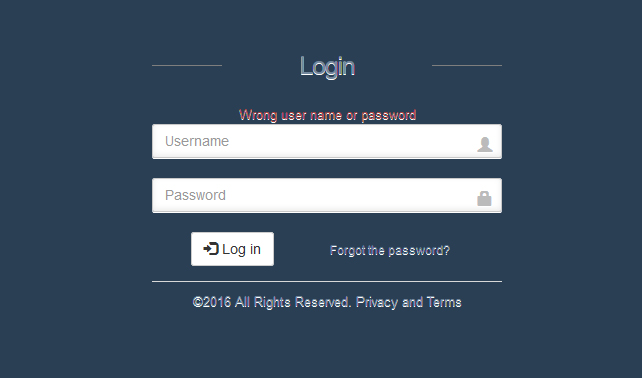 Login
Wrong user name or password
Username
Password
Log in
Forgot the password?
©2016 All Rights Reserved. Privacy and Terms